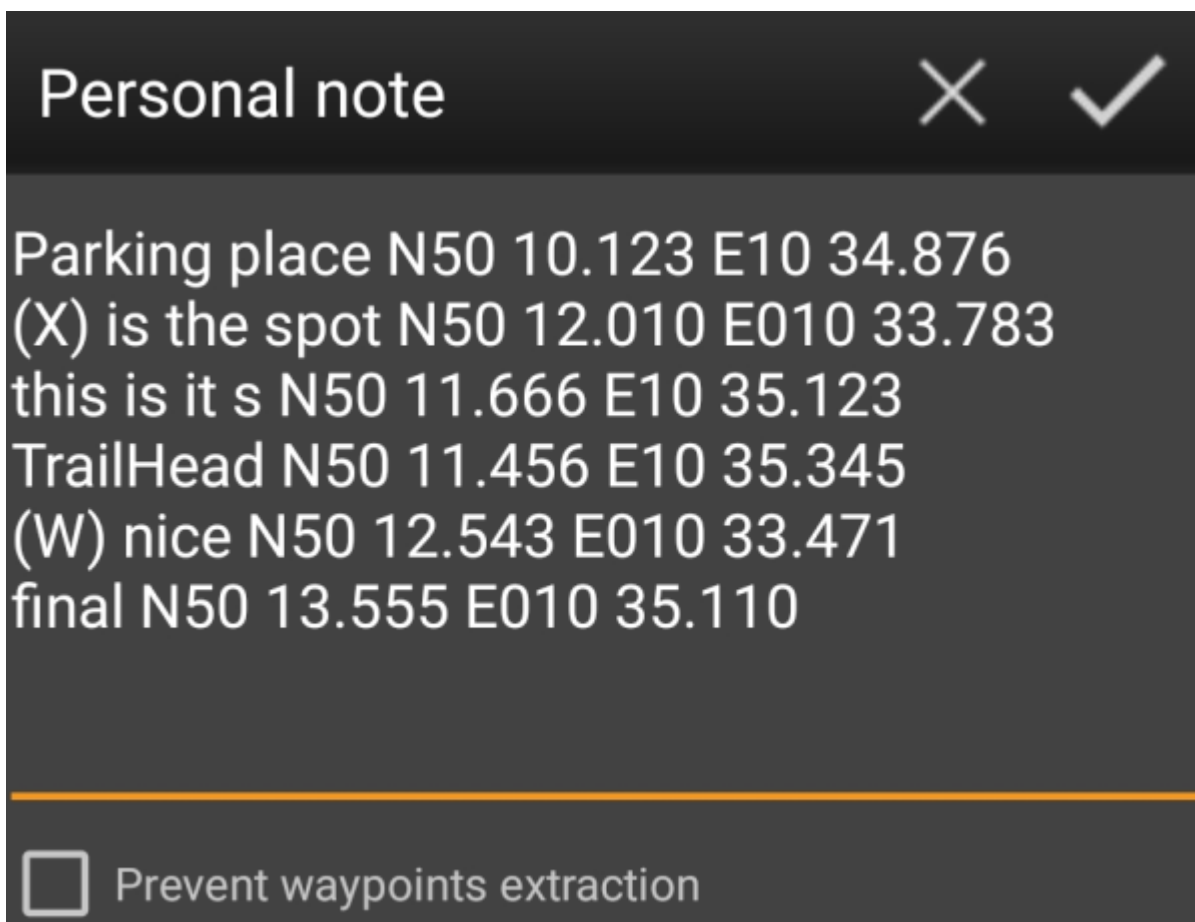 Personal note
Parking place N50 10.123 E10 34.876
(X) is the spot N50 12.010 E010 33.783
this is it s N50 11.666 E10 35.123
TrailHead N50 11.456 E10 35.345
(W) nice N50 12.543 E010 33.471
final N50 13.555 E010 35.110
Prevent waypoints extraction